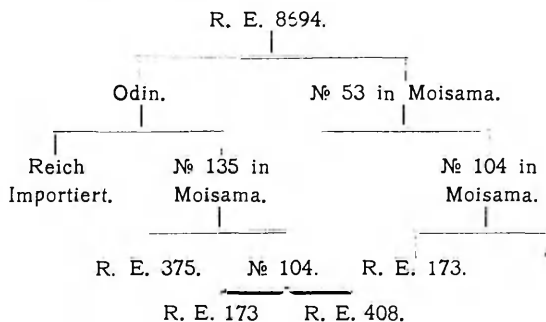 R. E. 8694.
Odin. № 53 in Moisama.
Reich № 135 in № 104 in
Importiert. Moisama. Moisama.
R. E. 375. № 104. R. E. 173.
R. E. 173 R. E. 408.